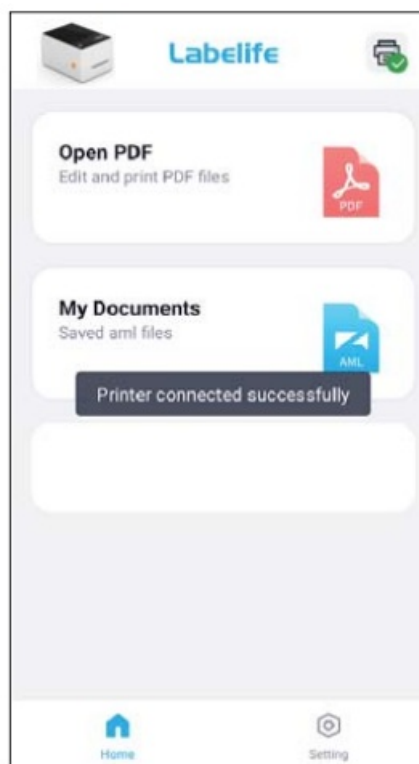 Labelife
Open PDF
Edit and print PDF files
PDF
My Documents
Saved aml files
AML
Printer connected successfully
Home
Setting